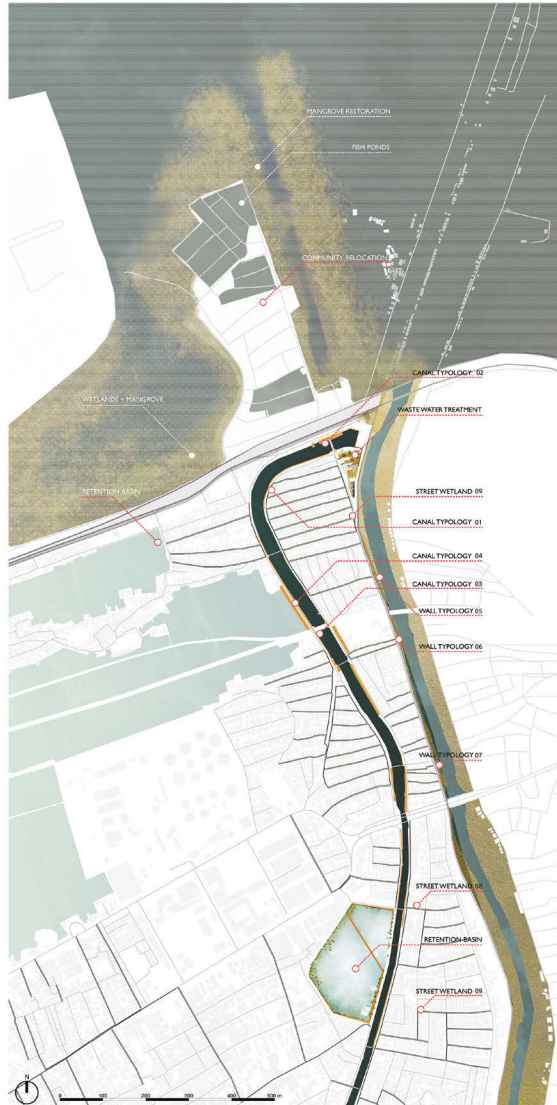 MANGROVE RESTORATION
FISH PONDS
COMMUNITY RELOCATION
CANAL TYPOLOGY 02
WETLANDS + MANGROVE
WASTE WATER TREATMENT
RETENTION BASIN
STREET WETLAND 09
CANAL TYPOLOGY 01
CANAL TYPOLOGY 04
CANAL TYPOLOGY 03
WALL TYPOLOGY 05
WALL TYPOLOGY 06
WALL TYPOLOGY 07
STREET WETLAND 08
RETENTION BASIN
STREET WETLAND 09
N
0 100 200 300 400 500 m